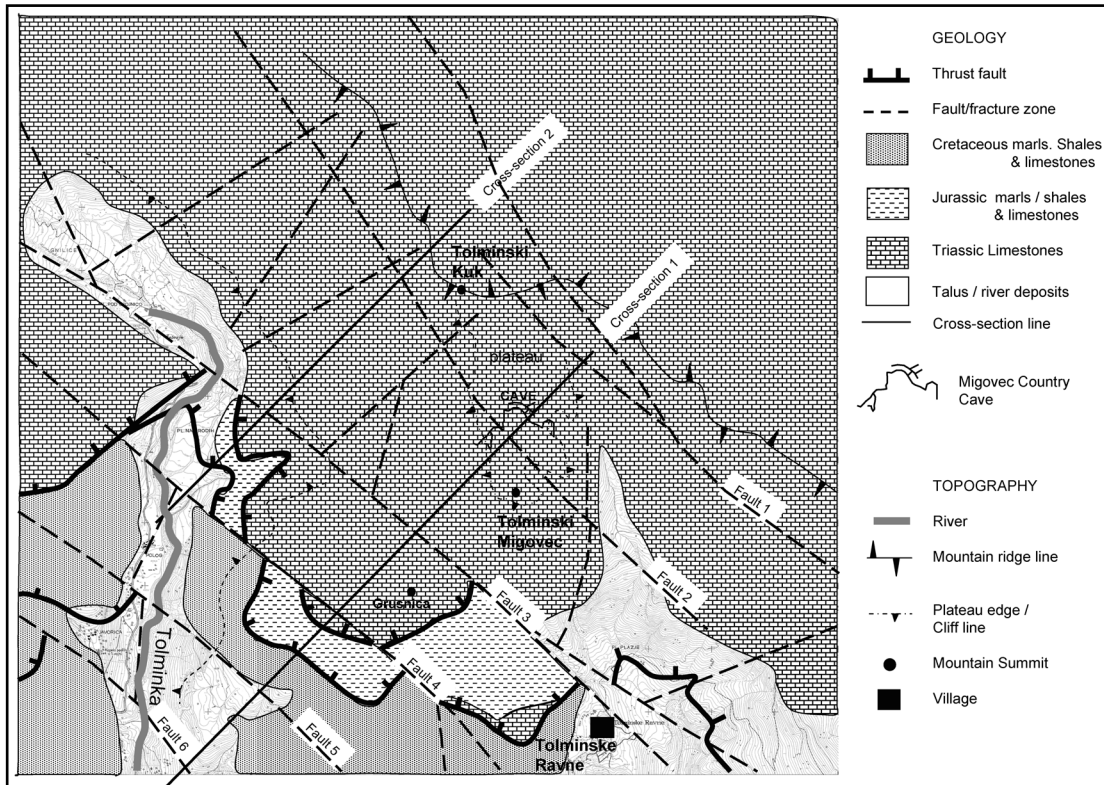 Cross-section 2
Tolminski
Kuk
Cross-section 1
plateau
CAVE
Tolminski
Migovec
Grusnica
Fault 1
Fault 2
Fault 3
Fault 4
Fault 5
Fault 6
Tolminka
Tolminske
Ravne
GEOLOGY
Thrust fault
Fault/fracture zone
Cretaceous marls. Shales
& limestones
Jurassic marls / shales
& limestones
Triassic Limestones
Talus / river deposits
Cross-section line
Migovec Country
Cave
TOPOGRAPHY
River
Mountain ridge line
Plateau edge /
Cliff line
Mountain Summit
Village